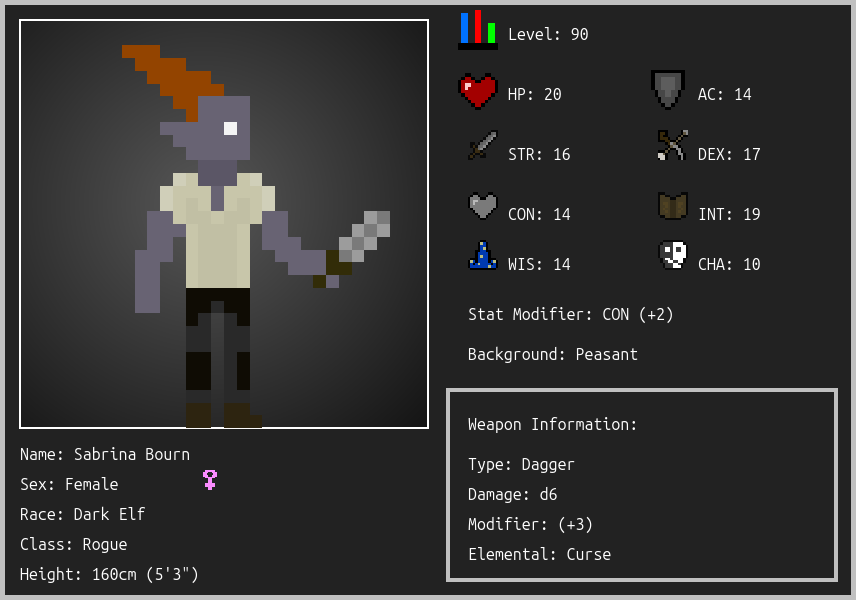 Level: 90
HP: 20
AC: 14
STR: 16
DEX: 17
CON: 14
INT: 19
WIS: 14
CHA: 10
Stat Modifier: CON (+2)
Background: Peasant
Weapon Information:
Type: Dagger
Damage: d6
Modifier: (+3)
Elemental: Curse
Name: Sabrina Bourn
Sex: Female
Race: Dark Elf
Class: Rogue
Height: 160cm (5'3")